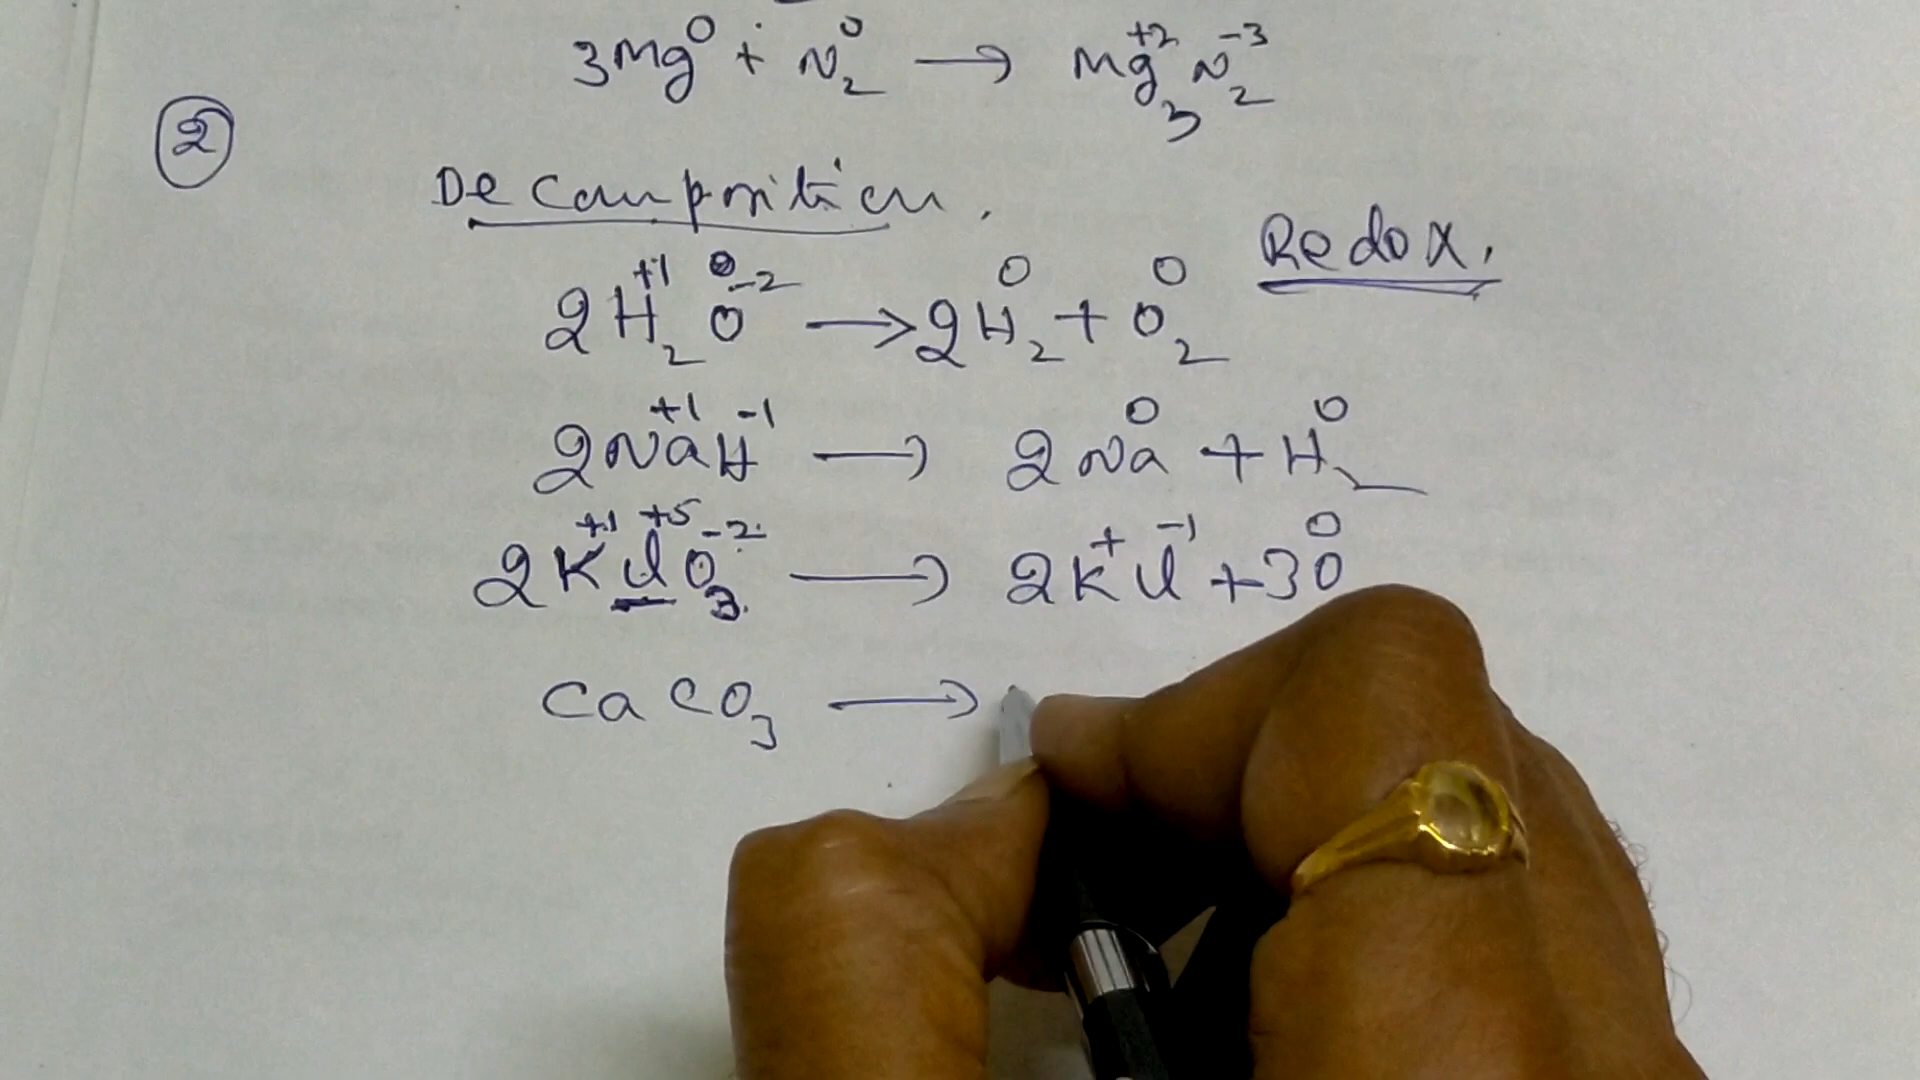 3Mg⁰ + N₂⁰ → Mg₃⁺²N₂⁻³
②
Decomposition.
Redox.
2H₂⁺¹O⁻² → 2H₂⁰ + O₂⁰
2Na⁺¹H⁻¹ → 2Na⁰ + H₂⁰
2K⁺¹Cl⁺⁵O₃⁻² → 2K⁺Cl⁻¹ + 3O⁰
CaCO₃ →